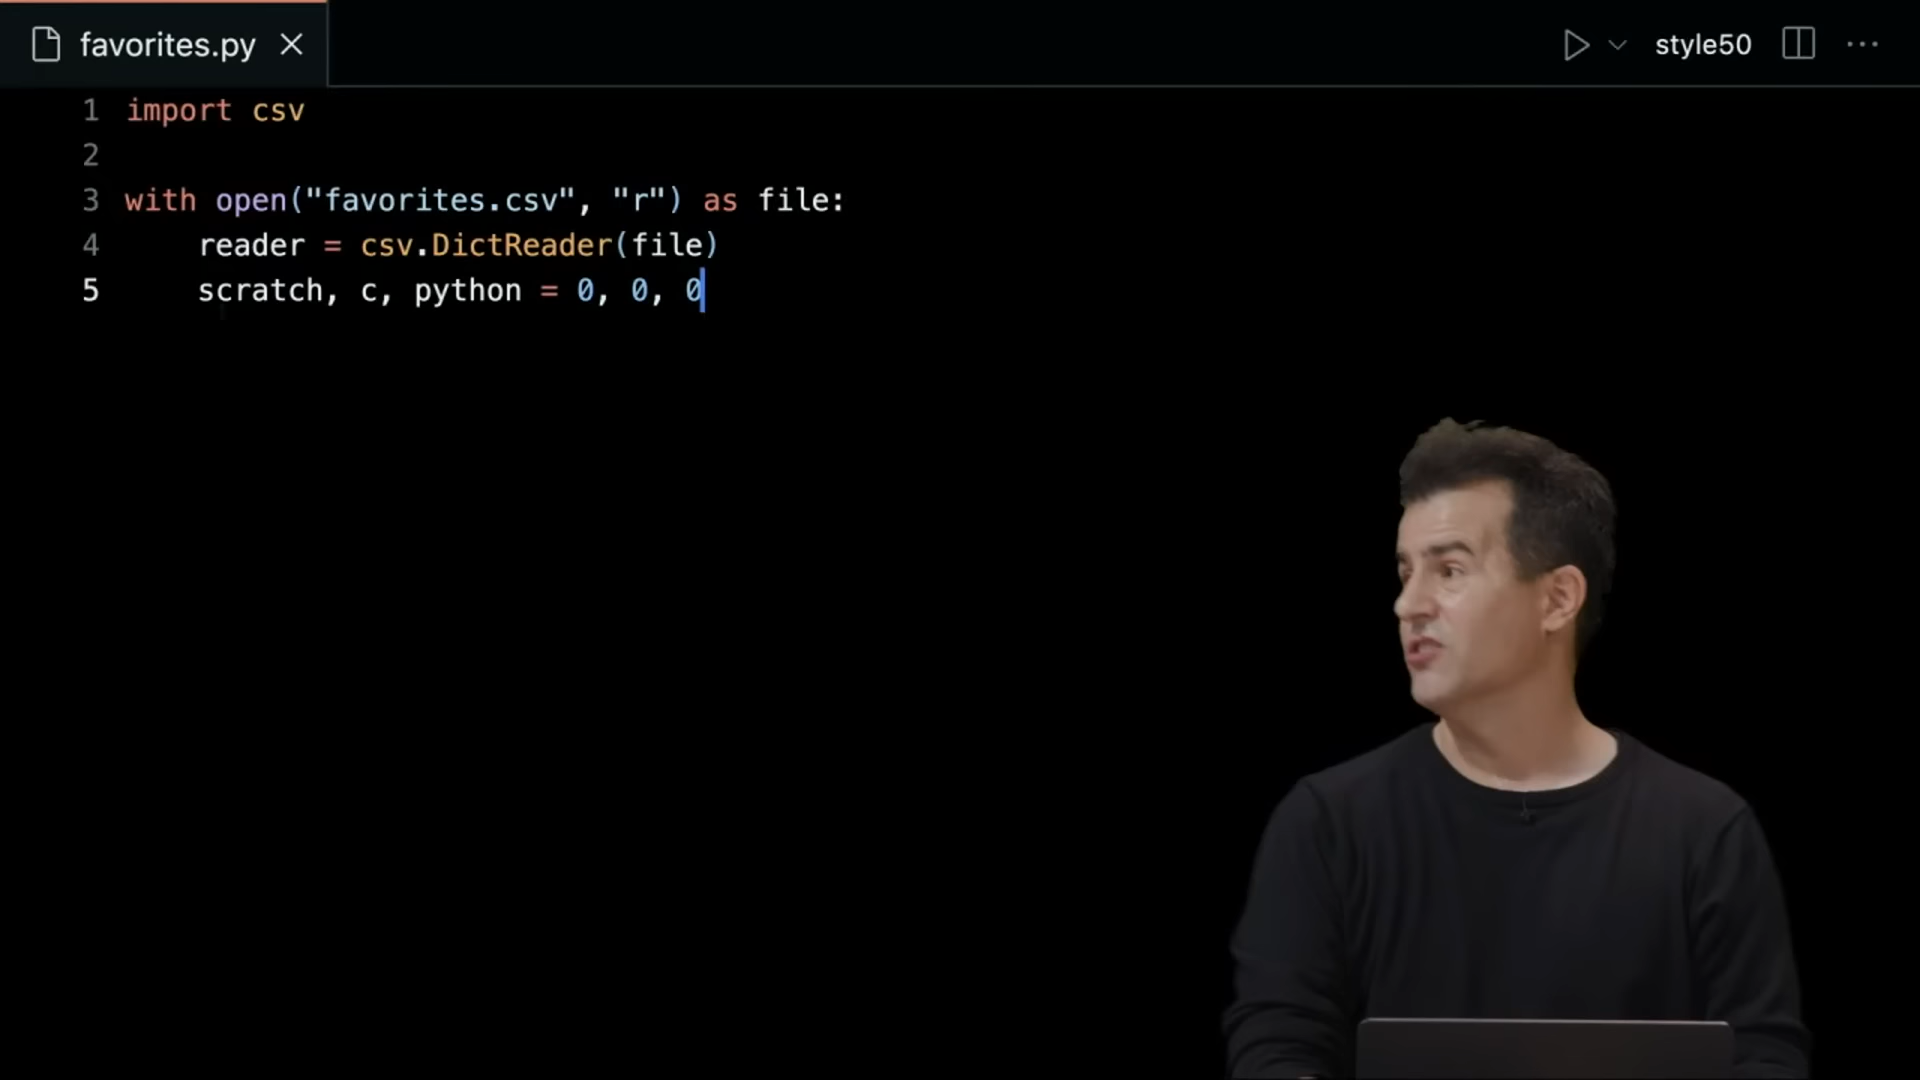 favorites.py
style50
1 import csv
2
3 with open("favorites.csv", "r") as file:
4     reader = csv.DictReader(file)
5     scratch, c, python = 0, 0, 0